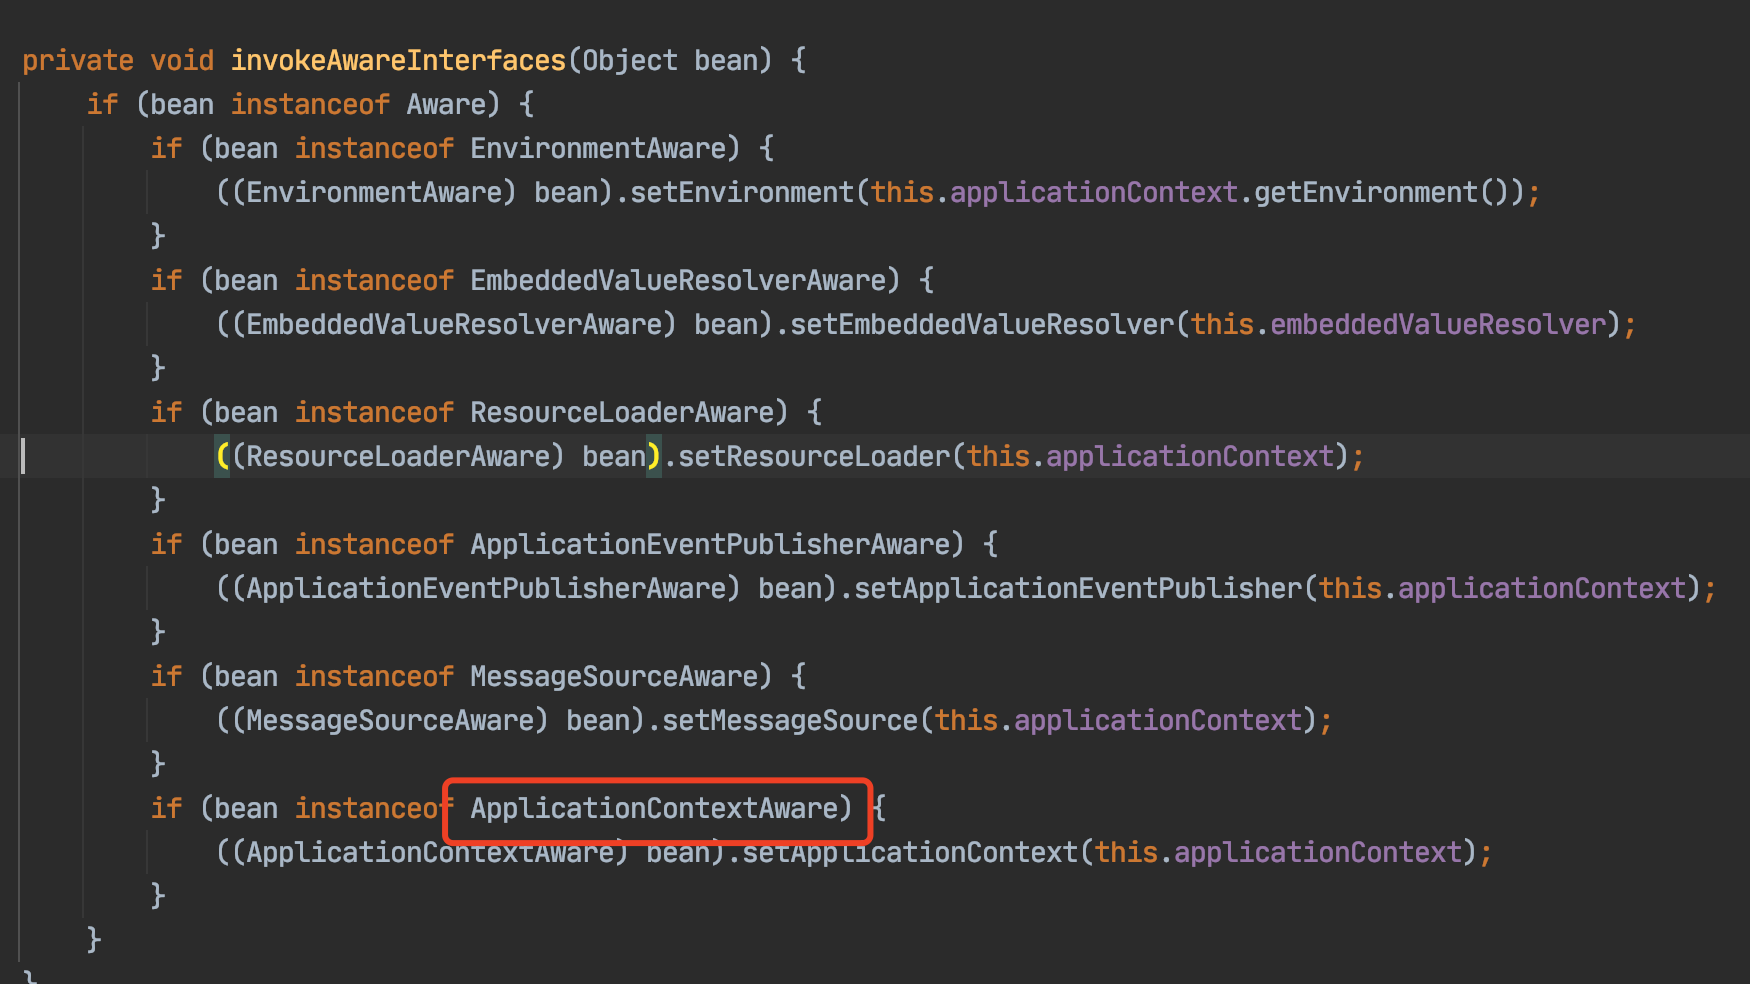 private void invokeAwareInterfaces(Object bean) {
    if (bean instanceof Aware) {
        if (bean instanceof EnvironmentAware) {
            ((EnvironmentAware) bean).setEnvironment(this.applicationContext.getEnvironment());
        }
        if (bean instanceof EmbeddedValueResolverAware) {
            ((EmbeddedValueResolverAware) bean).setEmbeddedValueResolver(this.embeddedValueResolver);
        }
        if (bean instanceof ResourceLoaderAware) {
            ((ResourceLoaderAware) bean).setResourceLoader(this.applicationContext);
        }
        if (bean instanceof ApplicationEventPublisherAware) {
            ((ApplicationEventPublisherAware) bean).setApplicationEventPublisher(this.applicationContext);
        }
        if (bean instanceof MessageSourceAware) {
            ((MessageSourceAware) bean).setMessageSource(this.applicationContext);
        }
        if (bean instanceof ApplicationContextAware) {
            ((ApplicationContextAware) bean).setApplicationContext(this.applicationContext);
        }
    }
}